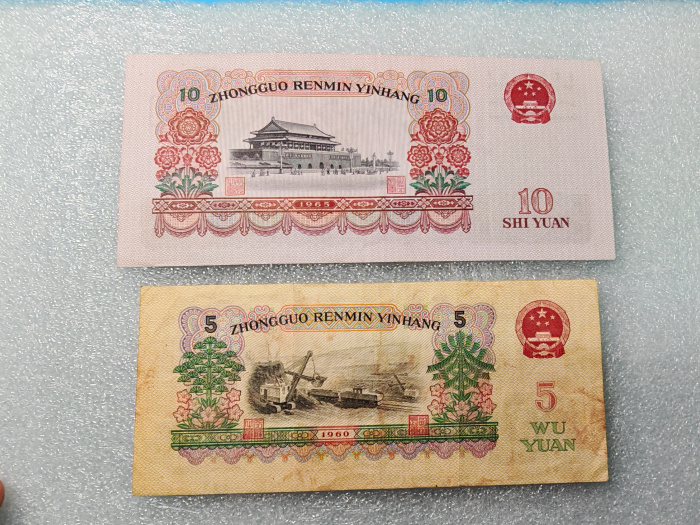 10 ZHONGGUO RENMIN YINHANG 10
1965
10
SHI YUAN
5 ZHONGGUO RENMIN YINHANG 5
1960
5
WU
YUAN